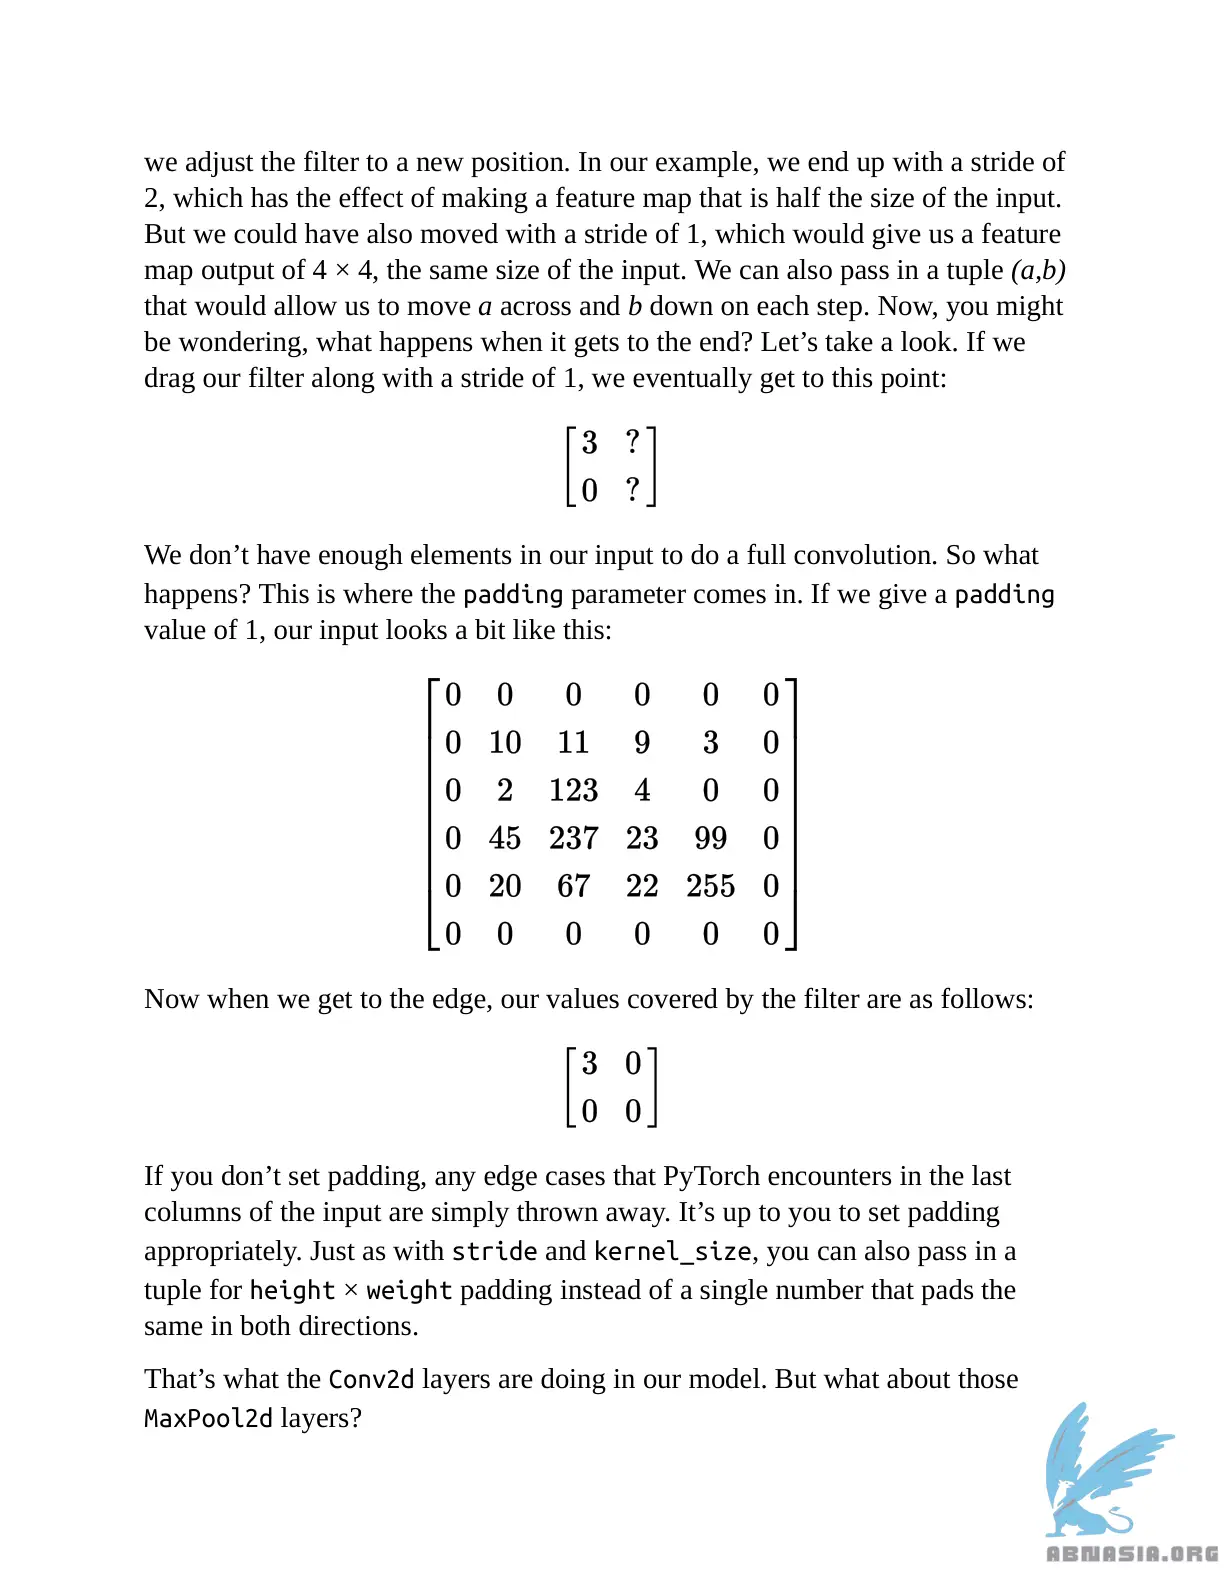 we adjust the filter to a new position. In our example, we end up with a stride of
2, which has the effect of making a feature map that is half the size of the input.
But we could have also moved with a stride of 1, which would give us a feature
map output of 4 × 4, the same size of the input. We can also pass in a tuple (a,b)
that would allow us to move a across and b down on each step. Now, you might
be wondering, what happens when it gets to the end? Let’s take a look. If we
drag our filter along with a stride of 1, we eventually get to this point:
3 ?
0 ?
We don’t have enough elements in our input to do a full convolution. So what
happens? This is where the padding parameter comes in. If we give a padding
value of 1, our input looks a bit like this:
0 0 0 0 0 0
0 10 11 9 3 0
0 2 123 4 0 0
0 45 237 23 99 0
0 20 67 22 255 0
0 0 0 0 0 0
Now when we get to the edge, our values covered by the filter are as follows:
3 0
0 0
If you don’t set padding, any edge cases that PyTorch encounters in the last
columns of the input are simply thrown away. It’s up to you to set padding
appropriately. Just as with stride and kernel_size, you can also pass in a
tuple for height × weight padding instead of a single number that pads the
same in both directions.
That’s what the Conv2d layers are doing in our model. But what about those
MaxPool2d layers?
ABNASIA.ORG